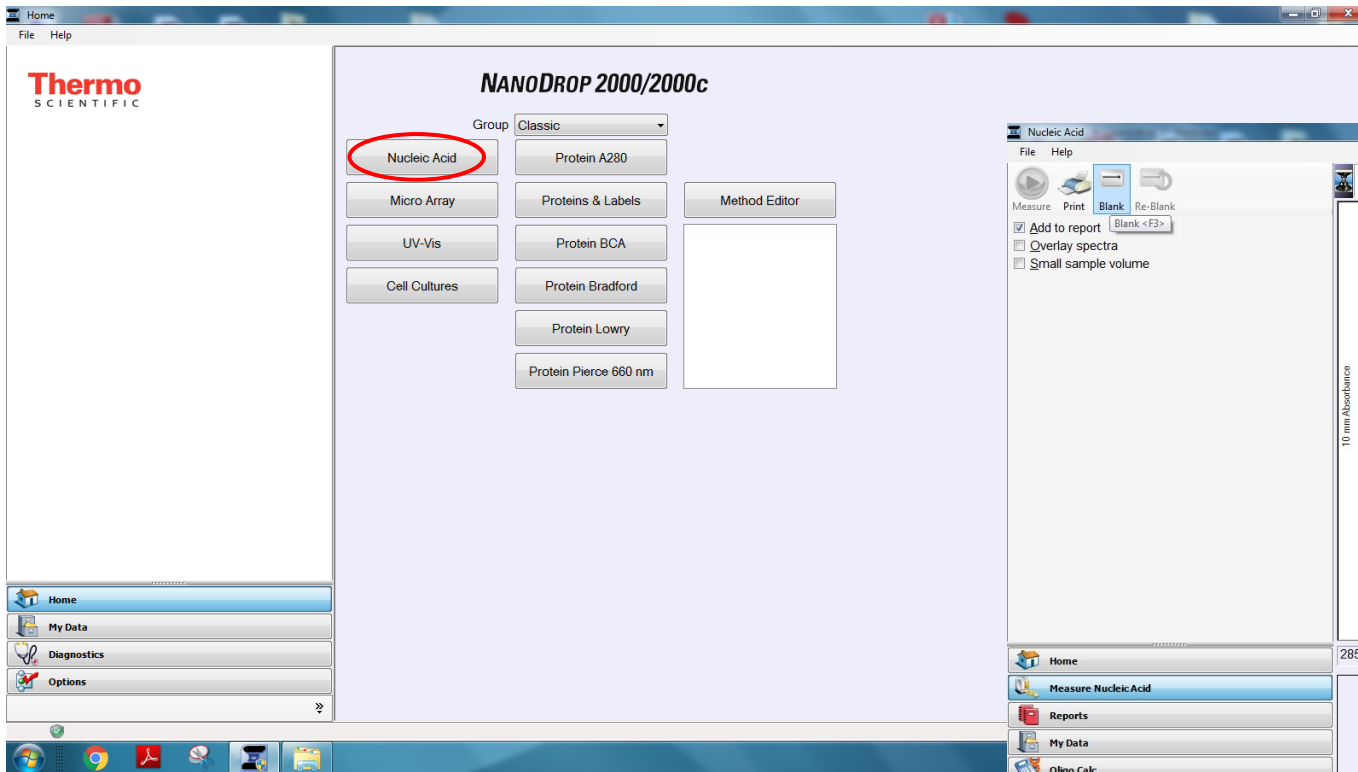 Home
File Help
Thermo
SCIENTIFIC
NANODROP 2000/2000c
Group Classic
Nucleic Acid Protein A280
Micro Array Proteins & Labels Method Editor
UV-Vis Protein BCA
Cell Cultures Protein Bradford
Protein Lowry
Protein Pierce 660 nm
Home
My Data
Diagnostics
Options
Nucleic Acid
File Help
Measure Print Blank Re-Blank
Blank <F3>
Add to report
Overlay spectra
Small sample volume
10 mm Absorbance
285
Home
Measure Nucleic Acid
Reports
My Data
Oligo Calc